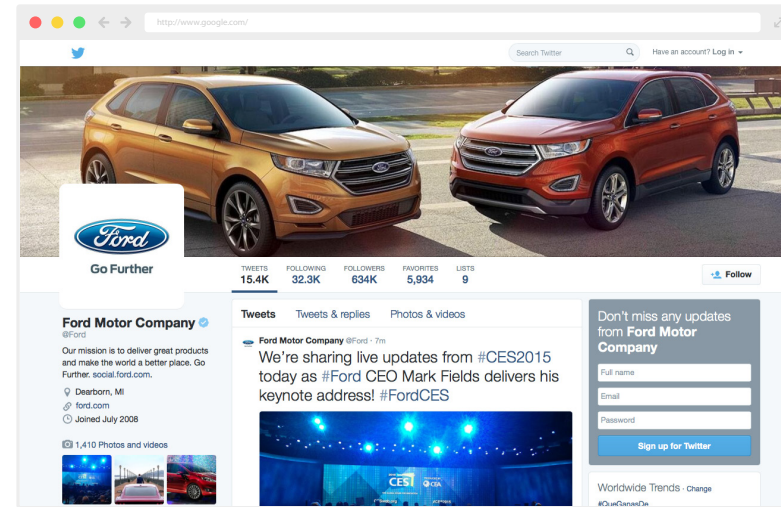 http://www.google.com/
Search Twitter
Have an account? Log in
Ford
Go Further
TWEETS FOLLOWING FOLLOWERS FAVORITES LISTS
15.4K 32.3K 634K 5,934 9
Follow
Ford Motor Company
@Ford
Our mission is to deliver great products
and make the world a better place. Go
Further. social.ford.com.
Dearborn, MI
ford.com
Joined July 2008
1,410 Photos and videos
Tweets Tweets & replies Photos & videos
Ford Motor Company @Ford · 7m
We're sharing live updates from #CES2015
today as #Ford CEO Mark Fields delivers his
keynote address! #FordCES
CES
CEA
Don't miss any updates
from Ford Motor
Company
Full name
Email
Password
Sign up for Twitter
Worldwide Trends · Change
#QueGanasDe